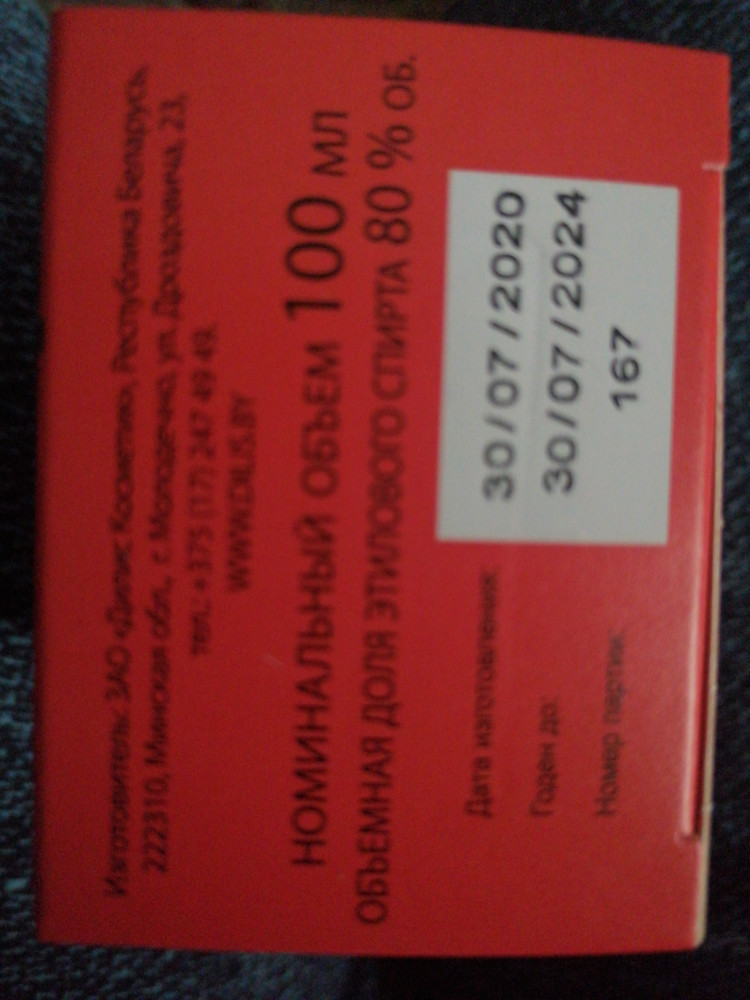 Изготовитель: ЗАО «Дилис Косметик», Республика Беларусь,
222310, Минская обл., г. Молодечно, ул. Дроздовича, 23,
тел.: +375 (17) 247 49 49.
WWW.DILIS.BY
НОМИНАЛЬНЫЙ ОБЪЕМ 100 МЛ
ОБЪЕМНАЯ ДОЛЯ ЭТИЛОВОГО СПИРТА 80 % ОБ.
Дата изготовления: 30/07/2020
Годен до: 30/07/2024
Номер партии: 167